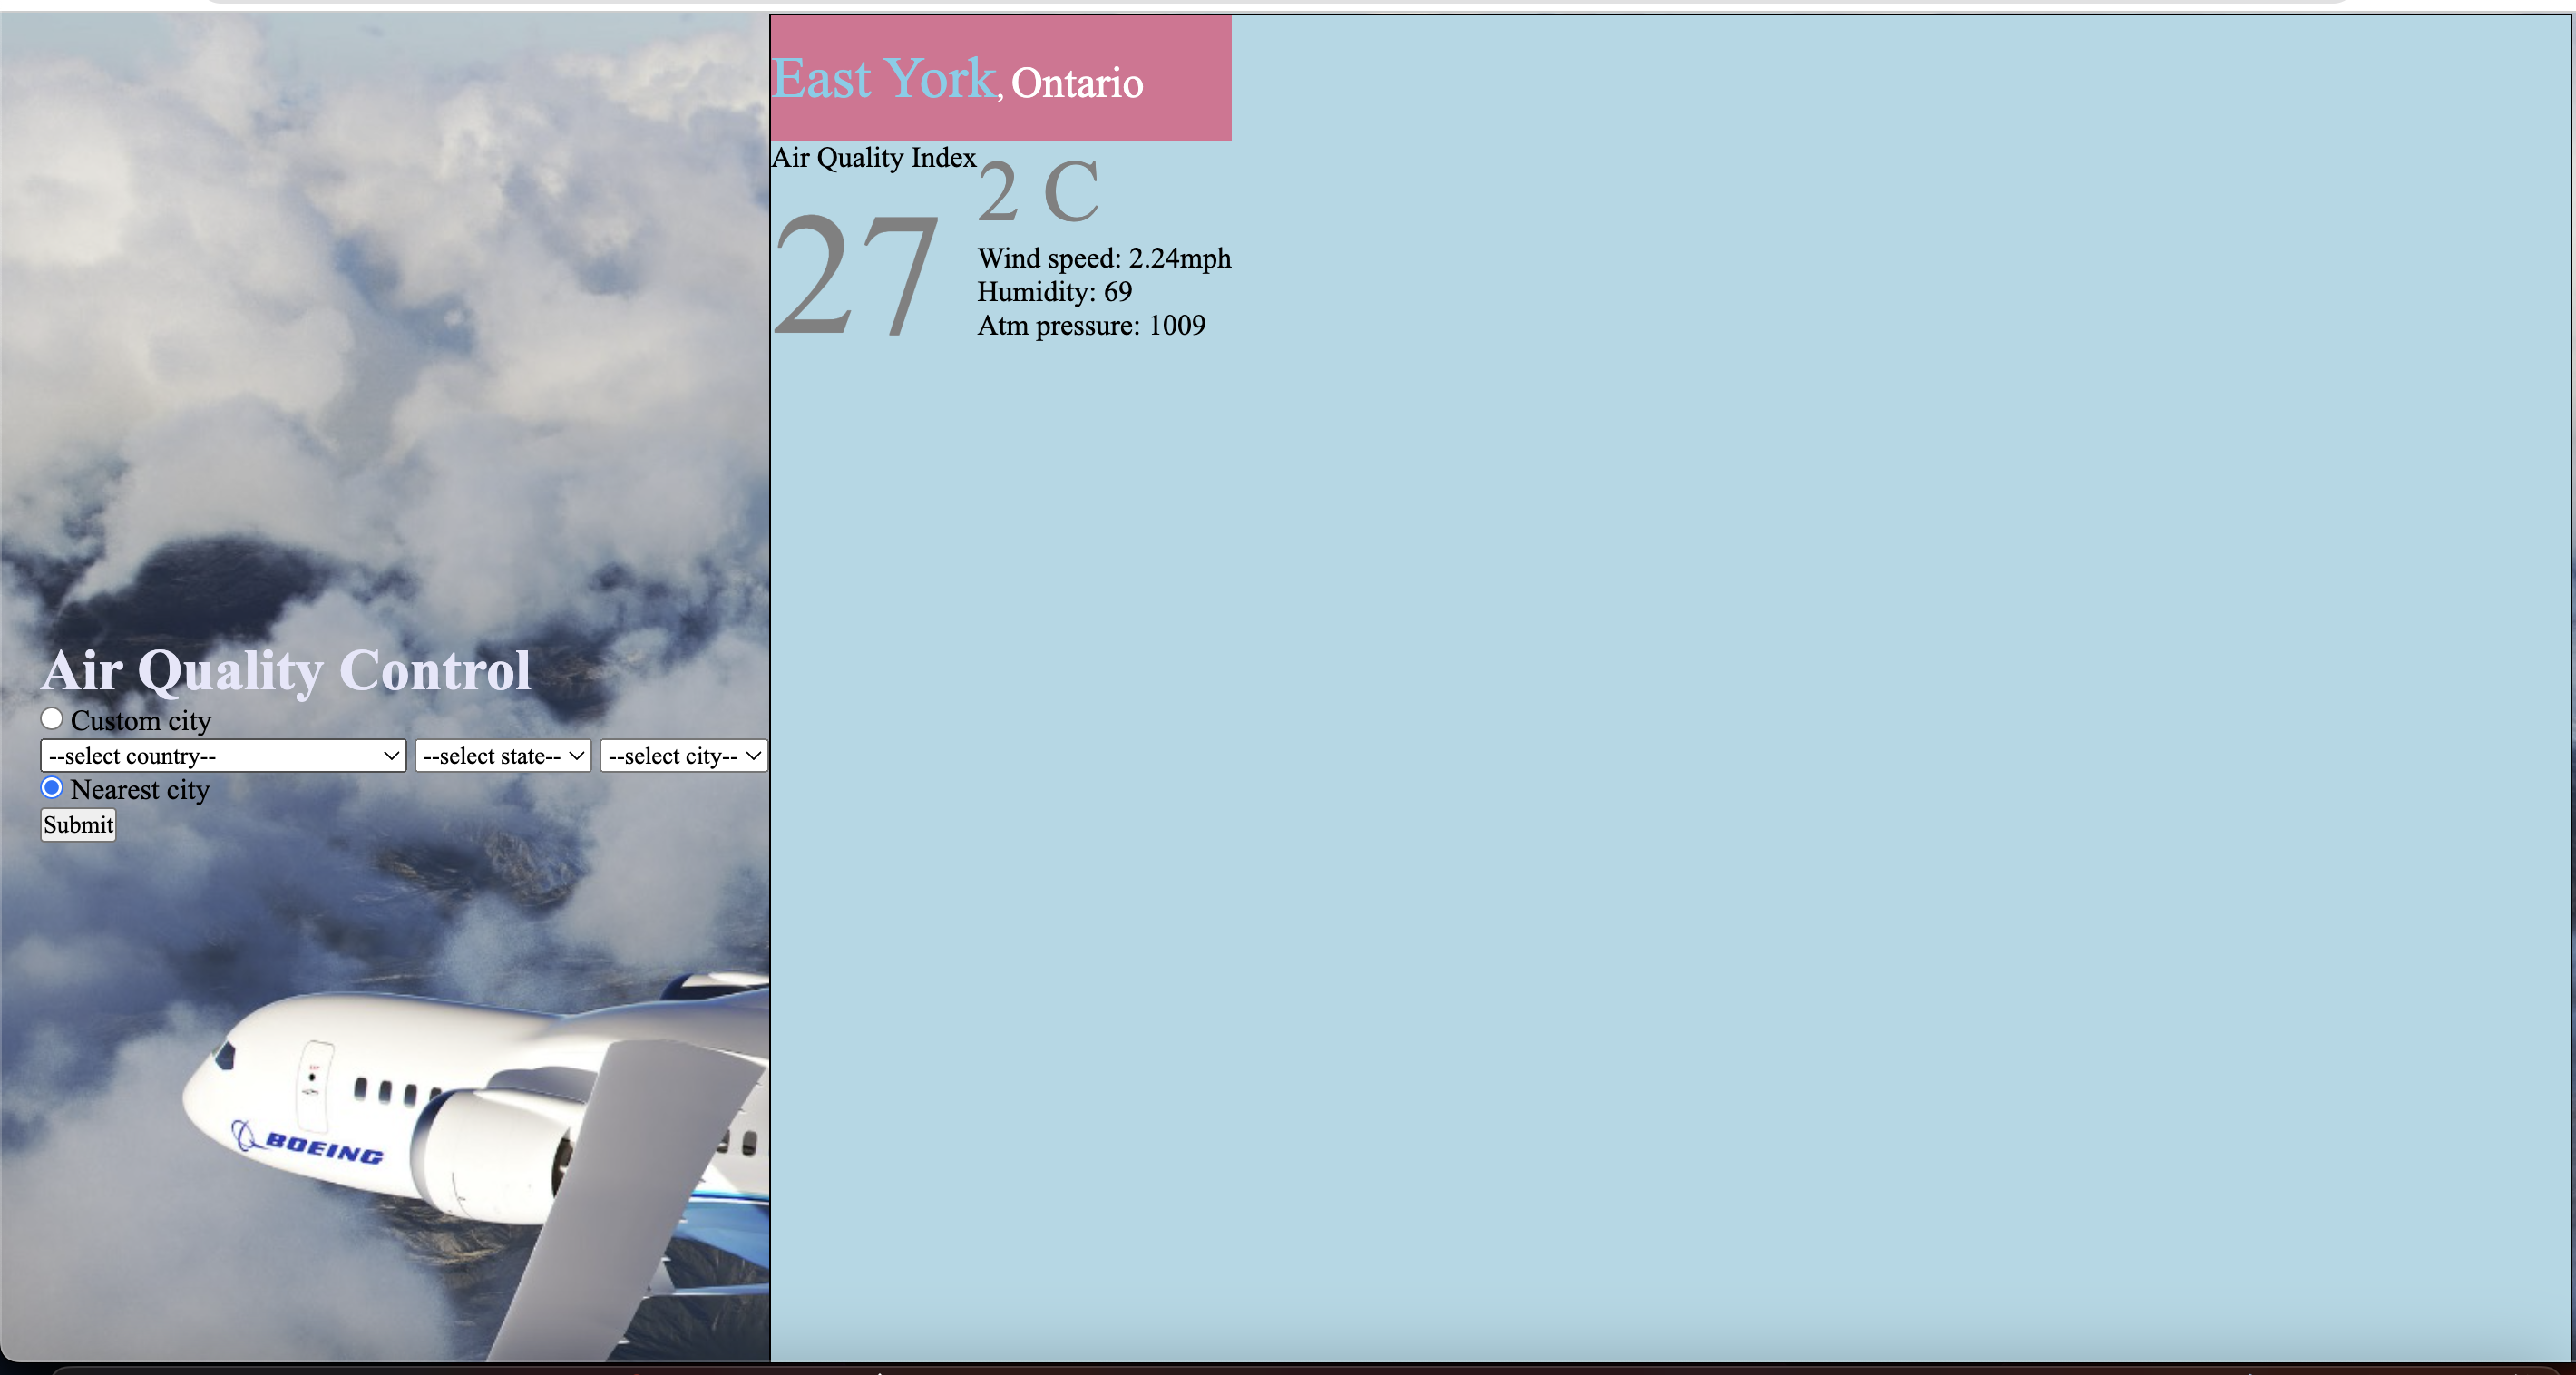 East York, Ontario
Air Quality Index
27
2 C
Wind speed: 2.24mph
Humidity: 69
Atm pressure: 1009
Air Quality Control
Custom city
--select country-- --select state-- --select city--
Nearest city
Submit
BOEING